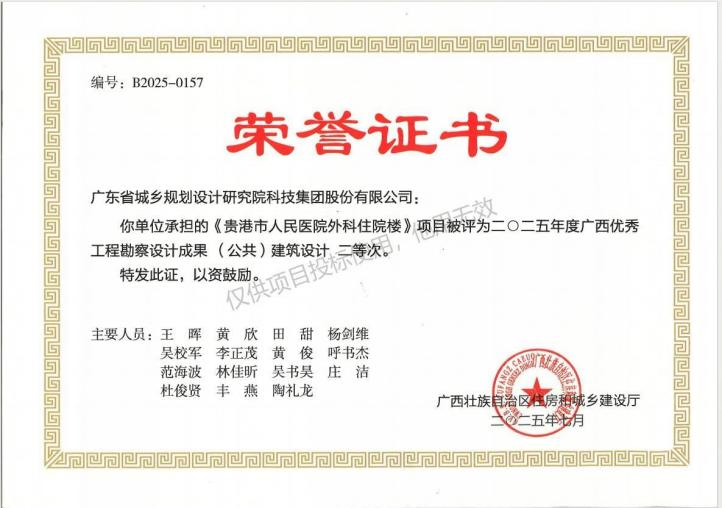 编号：B2025-0157
荣誉证书
广东省城乡规划设计研究院科技集团股份有限公司：
你单位承担的《贵港市人民医院外科住院楼》项目被评为二〇二五年度广西优秀
工程勘察设计成果（公共）建筑设计 二等次。
特发此证，以资鼓励。
仅供项目投标使用，他用无效
主要人员：王 晖 黄 欣 田 甜 杨剑维
吴校军 李正茂 黄 俊 呼书杰
范海波 林佳昕 吴书昊 庄 洁
杜俊贤 丰 燕 陶礼龙
广西壮族自治区住房和城乡建设厅
二〇二五年七月